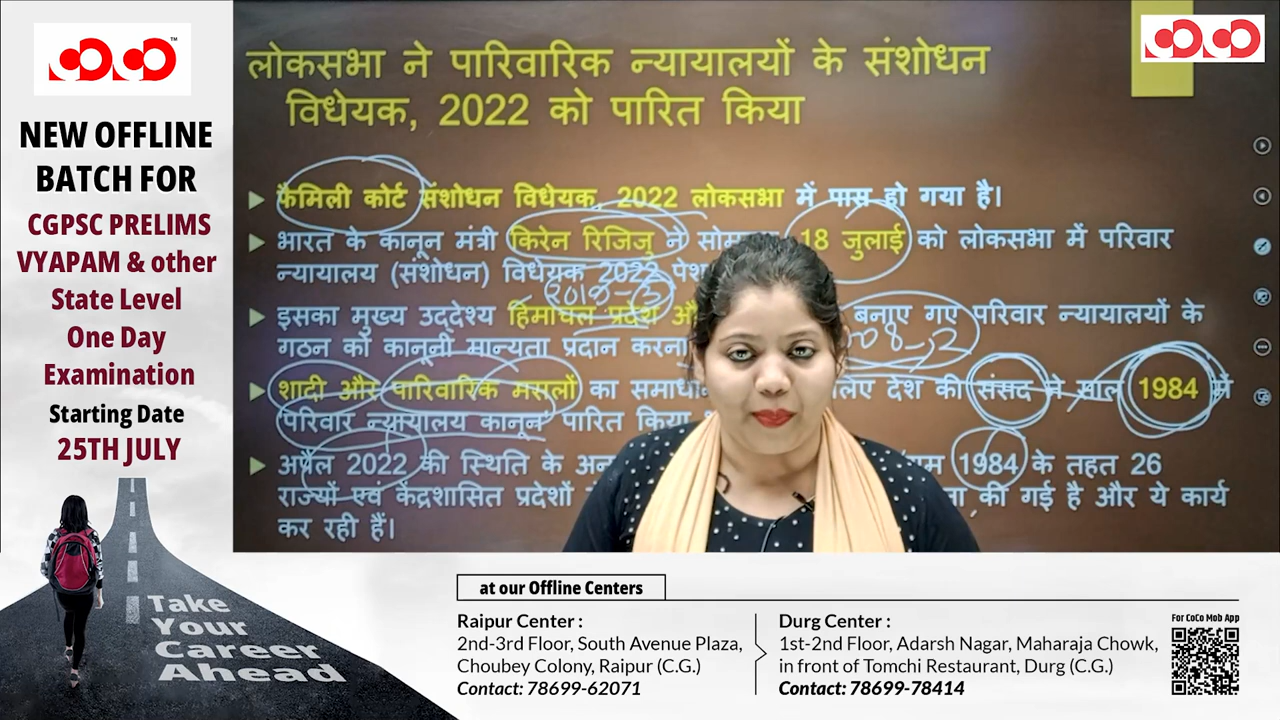 COCO
TM
NEW OFFLINE
BATCH FOR
CGPSC PRELIMS
VYAPAM & other
State Level
One Day
Examination
Starting Date
25TH JULY
Take
Your
Career
Ahead
COCO
लोकसभा ने पारिवारिक न्यायालयों के संशोधन
विधेयक, 2022 को पारित किया
फैमिली कोर्ट संशोधन विधेयक, 2022 लोकसभा में पास हो गया है।
भारत के कानून मंत्री किरेन रिजिजू ने 18 जुलाई को लोकसभा में परिवार
न्यायालय (संशोधन) विधेयक 2022
इसका मुख्य उद्देश्य हिमाचल प्रदेश बनाए गए परिवार न्यायालयों के
गठन को कानूनी मान्यता प्रदान करना
शादी और पारिवारिक मसलों का लिए देश की संसद ने साल 1984 में
परिवार न्यायालय कानून पारित किया
अप्रैल 2022 की स्थिति के 1984 के तहत 26
राज्यों एवं केंद्रशासित प्रदेशों की गई है और ये कार्य
कर रही हैं।
at our Offline Centers
Raipur Center :
2nd-3rd Floor, South Avenue Plaza,
Choubey Colony, Raipur (C.G.)
Contact: 78699-62071
Durg Center :
1st-2nd Floor, Adarsh Nagar, Maharaja Chowk,
in front of Tomchi Restaurant, Durg (C.G.)
Contact: 78699-78414
For CoCo Mob App